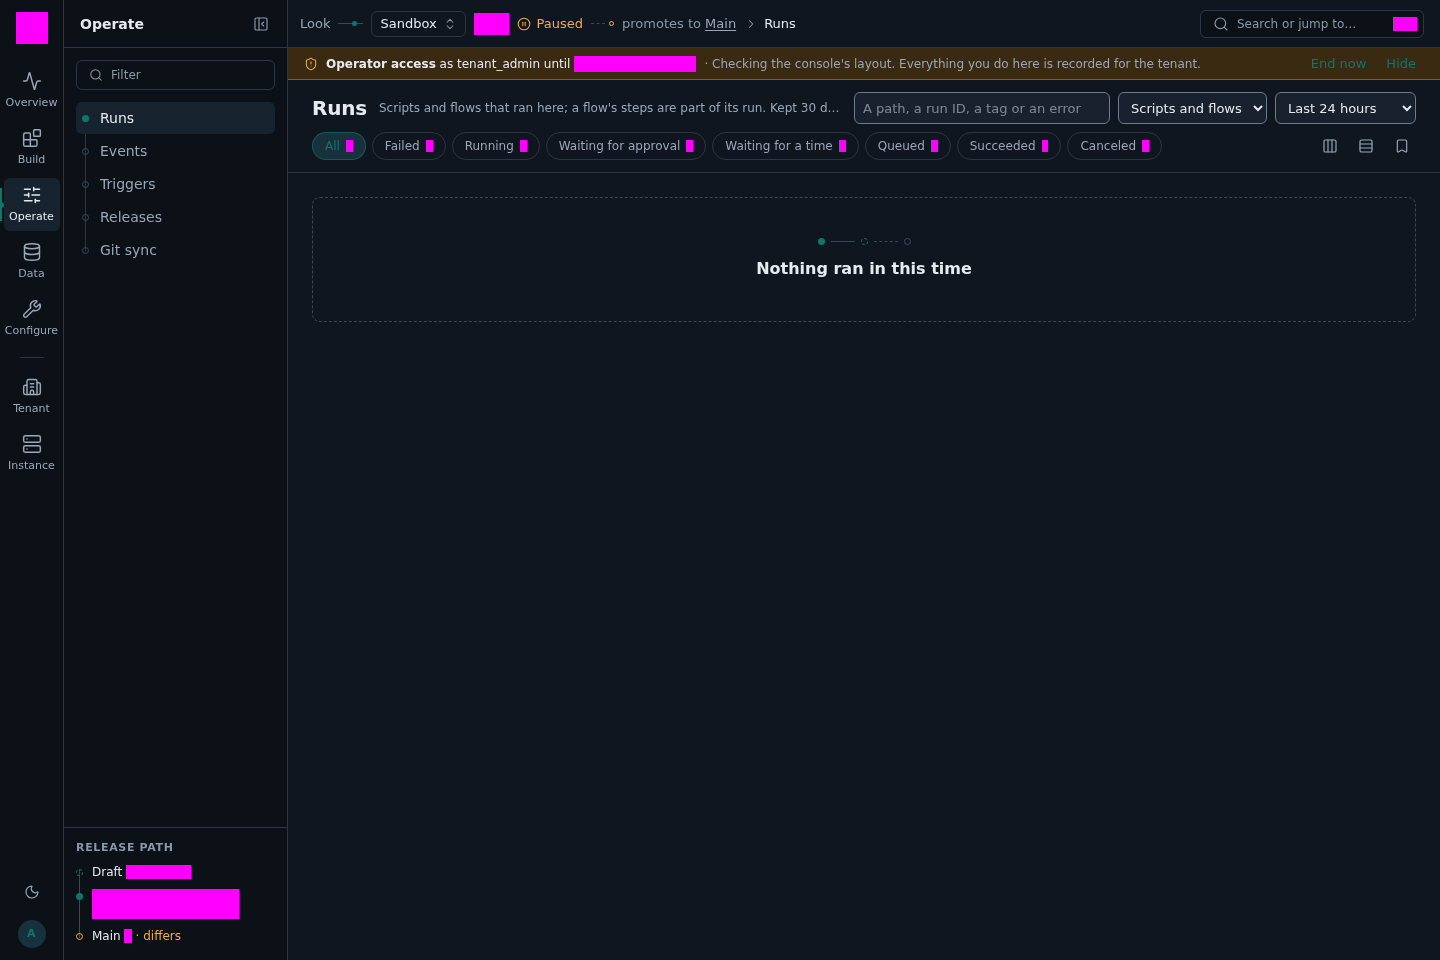 Operate
Look
Sandbox
Paused
promotes to Main
Runs
Search or jump to…
Overview
Build
Operate
Data
Configure
Tenant
Instance
A
Filter
Runs
Events
Triggers
Releases
Git sync
RELEASE PATH
Draft
Main · differs
Operator access as tenant_admin until · Checking the console's layout. Everything you do here is recorded for the tenant.
End now
Hide
Runs
Scripts and flows that ran here; a flow's steps are part of its run. Kept 30 d…
A path, a run ID, a tag or an error
Scripts and flows
Last 24 hours
All
Failed
Running
Waiting for approval
Waiting for a time
Queued
Succeeded
Canceled
Nothing ran in this time